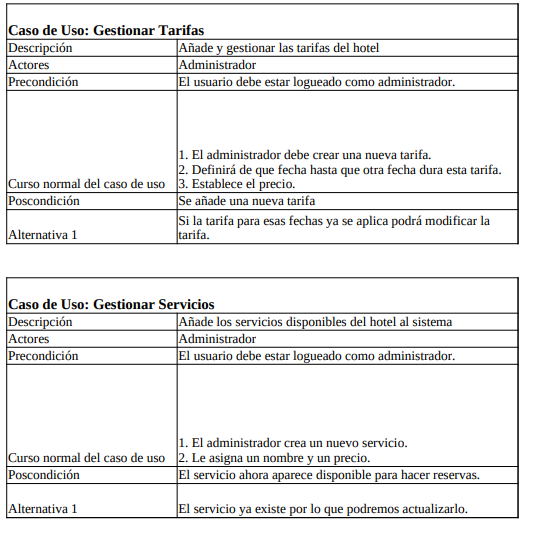 Caso de Uso: Gestionar Tarifas
Descripción Añade y gestionar las tarifas del hotel
Actores Administrador
Precondición El usuario debe estar logueado como administrador.
1. El administrador debe crear una nueva tarifa.
2. Definirá de que fecha hasta que otra fecha dura esta tarifa.
Curso normal del caso de uso 3. Establece el precio.
Poscondición Se añade una nueva tarifa
Si la tarifa para esas fechas ya se aplica podrá modificar la
Alternativa 1 tarifa.
Caso de Uso: Gestionar Servicios
Descripción Añade los servicios disponibles del hotel al sistema
Actores Administrador
Precondición El usuario debe estar logueado como administrador.
1. El administrador crea un nuevo servicio.
Curso normal del caso de uso 2. Le asigna un nombre y un precio.
Poscondición El servicio ahora aparece disponible para hacer reservas.
Alternativa 1 El servicio ya existe por lo que podremos actualizarlo.